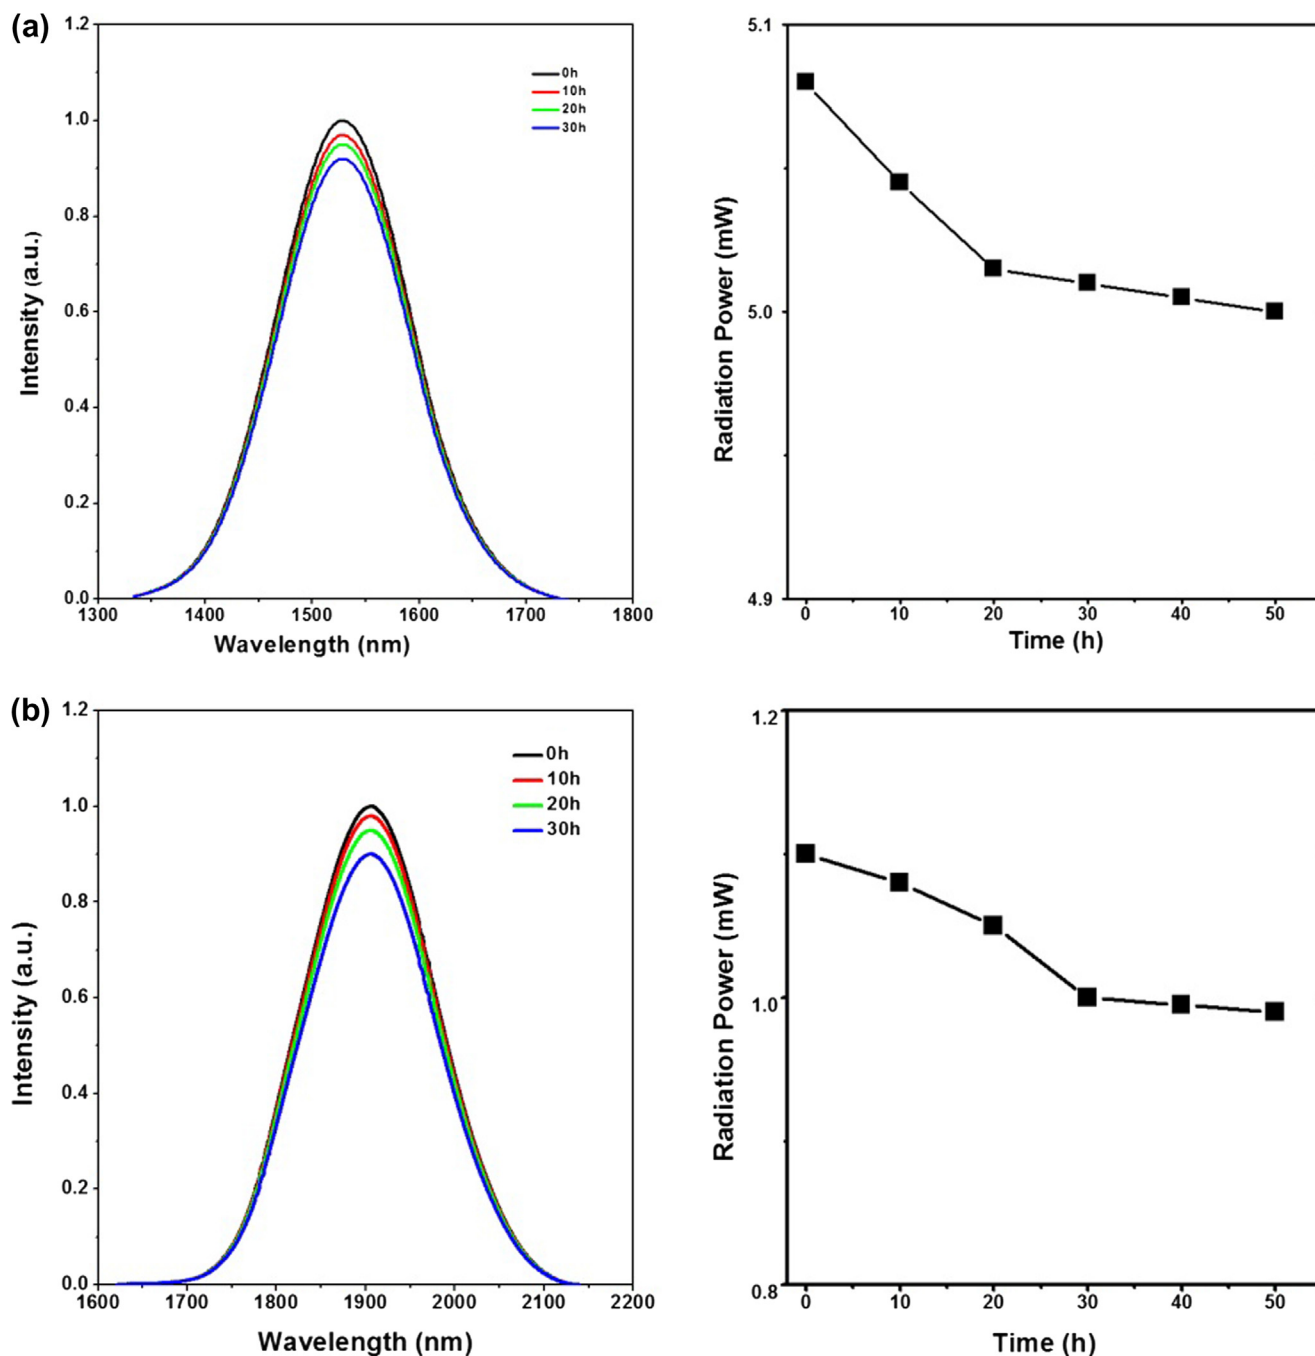 (a)
1.2
1.0
0.8
0.6
0.4
0.2
0.0
Intensity (a.u.)
0h
10h
20h
30h
1300 1400 1500 1600 1700 1800
Wavelength (nm)
5.1
5.0
4.9
Radiation Power (mW)
0 10 20 30 40 50
Time (h)
(b)
1.2
1.0
0.8
0.6
0.4
0.2
0.0
Intensity (a.u.)
0h
10h
20h
30h
1600 1700 1800 1900 2000 2100 2200
Wavelength (nm)
1.2
1.0
0.8
Radiation Power (mW)
0 10 20 30 40 50
Time (h)